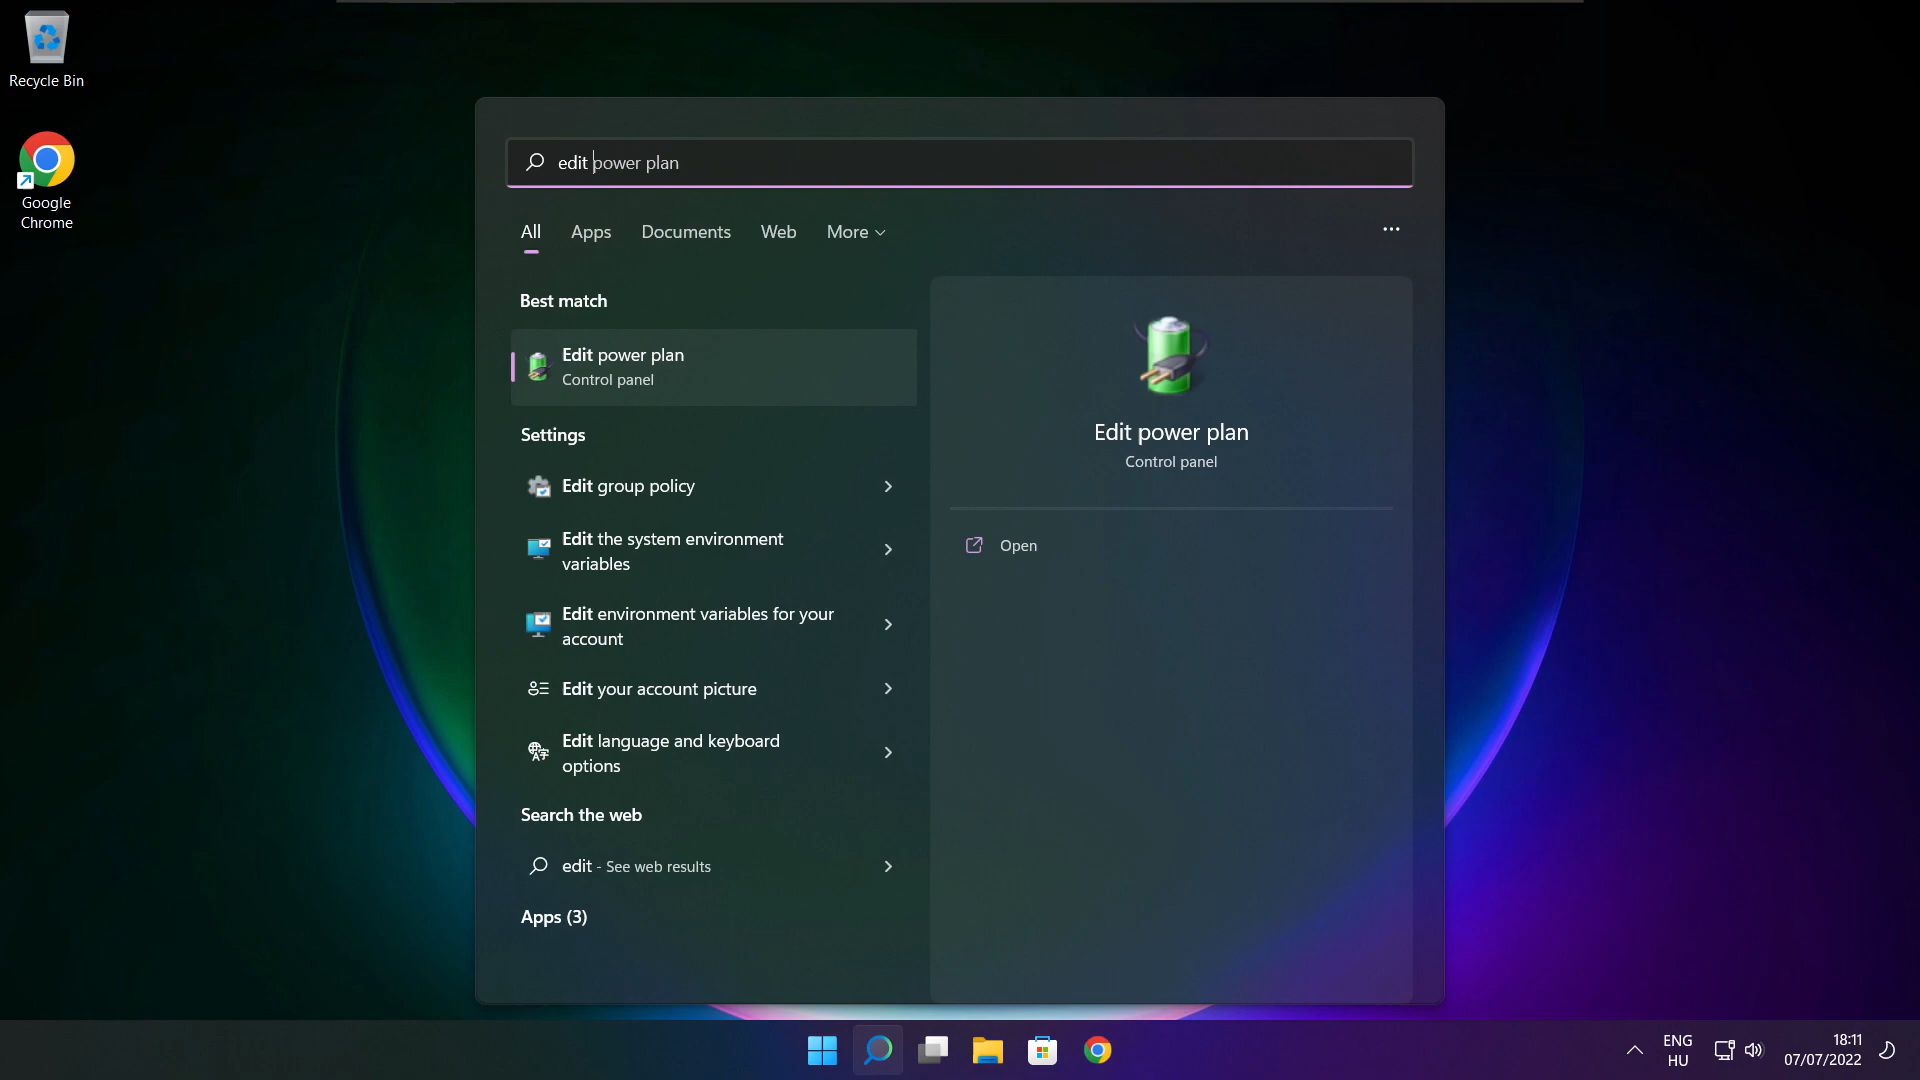 Recycle Bin
Google
Chrome
edit power plan
All
Apps
Documents
Web
More
Best match
Edit power plan
Control panel
Settings
Edit group policy
Edit the system environment
variables
Edit environment variables for your
account
Edit your account picture
Edit language and keyboard
options
Search the web
edit - See web results
Apps (3)
Edit power plan
Control panel
Open
ENG
HU
18:11
07/07/2022